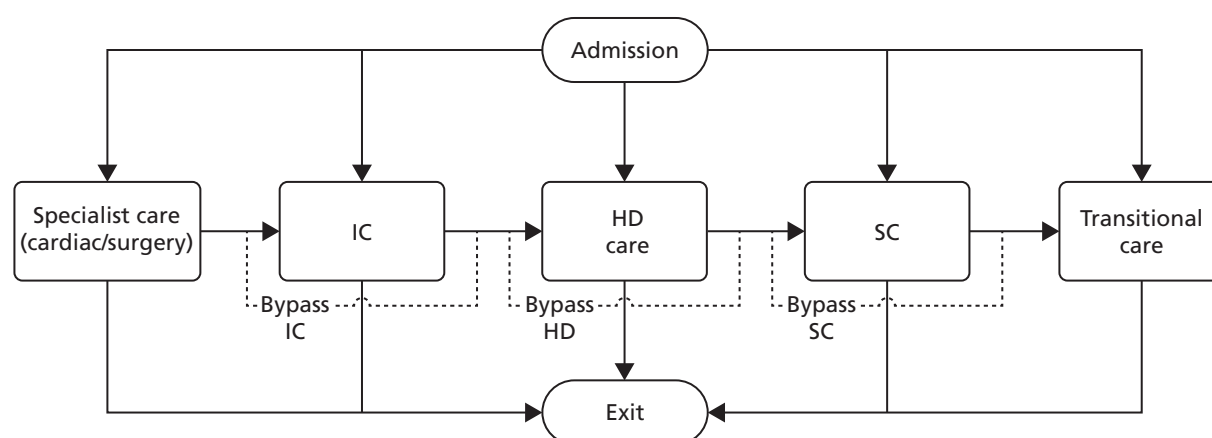 Admission
Specialist care
(cardiac/surgery)
IC
HD
care
SC
Transitional
care
Bypass
IC
Bypass
HD
Bypass
SC
Exit